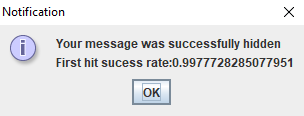 Notification
Your message was successfully hidden
First hit sucess rate:0.9977728285077951
OK